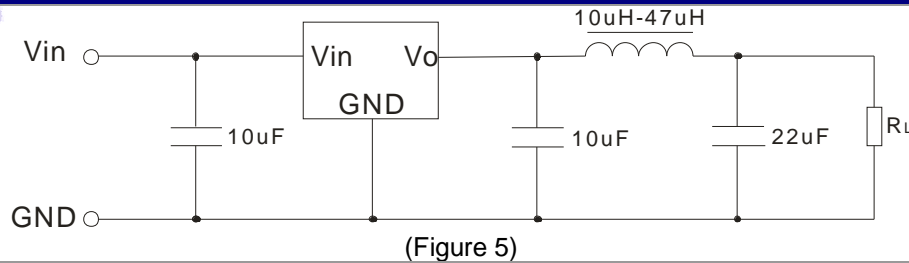 10uH-47uH
Vin
Vin
Vo
GND
10uF
10uF
22uF
RL
GND
(Figure 5)